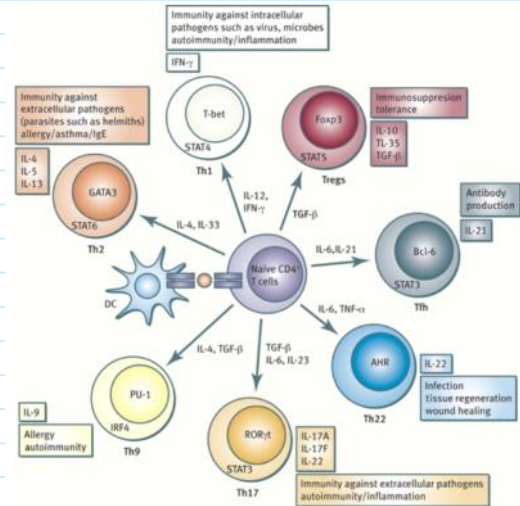 Immunity against intracellular
pathogens such as virus, microbes
autoimmunity/inflammation
IFN-γ
T-bet
STAT4
Th1
Immunity against
extracellular pathogens
(parasites such as helmiths)
allergy/asthma/IgE
IL-4
IL-5
IL-13
GATA3
STAT6
Th2
Foxp3
STAT5
Tregs
Immunosuppresion
tolerance
IL-10
TL-35
TGF-β
IL-12,
IFN-γ
TGF-β
IL-4, IL-33
Antibody
production
IL-21
Bcl-6
STAT3
Tfh
IL-6,IL-21
Naive CD4+
T cells
DC
IL-6, TNF-α
IL-4, TGF-β
TGF-β
IL-6, IL-23
AHR
Th22
IL-22
Infection
tissue regeneration
wound healing
PU-1
IRF4
Th9
IL-9
Allergy
autoimmunity
RORγt
STAT3
Th17
IL-17A
IL-17F
IL-22
Immunity against extracellular pathogens
autoimmunity/inflammation